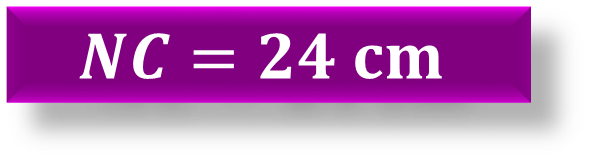 NC = 24 cm